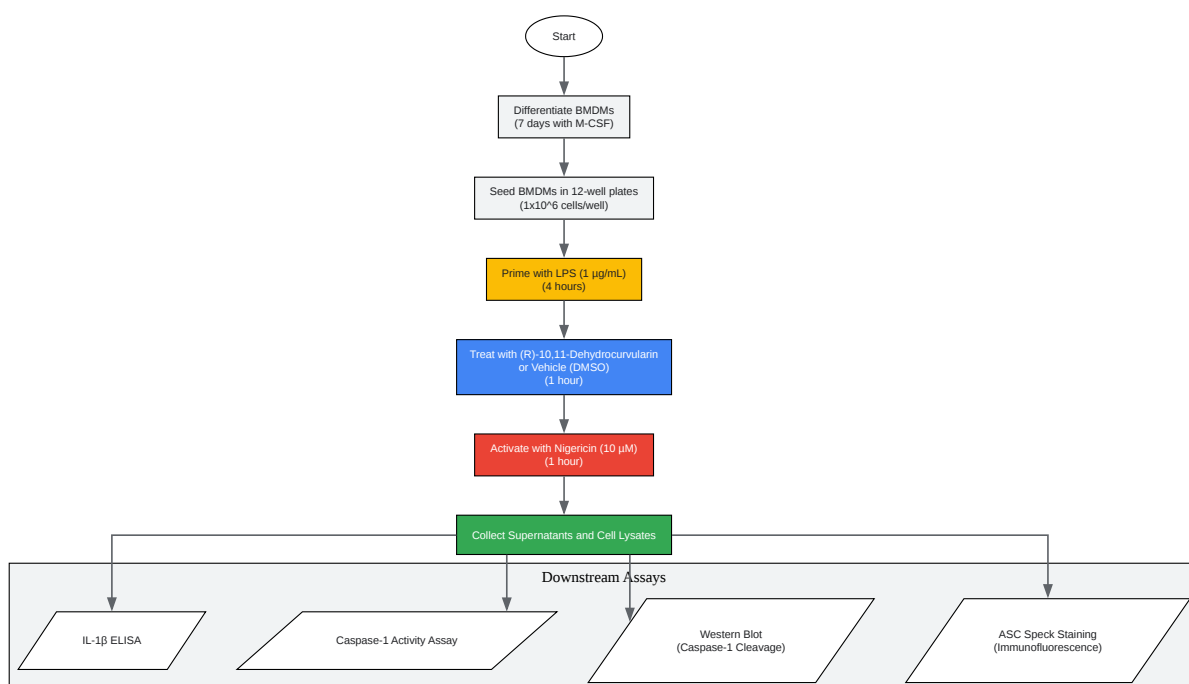 Start
Differentiate BMDMs
(7 days with M-CSF)
Seed BMDMs in 12-well plates
(1x10^6 cells/well)
Prime with LPS (1 µg/mL)
(4 hours)
Treat with (R)-10,11-Dehydrocurvularin
or Vehicle (DMSO)
(1 hour)
Activate with Nigericin (10 µM)
(1 hour)
Collect Supernatants and Cell Lysates
Downstream Assays
IL-1β ELISA
Caspase-1 Activity Assay
Western Blot
(Caspase-1 Cleavage)
ASC Speck Staining
(Immunofluorescence)